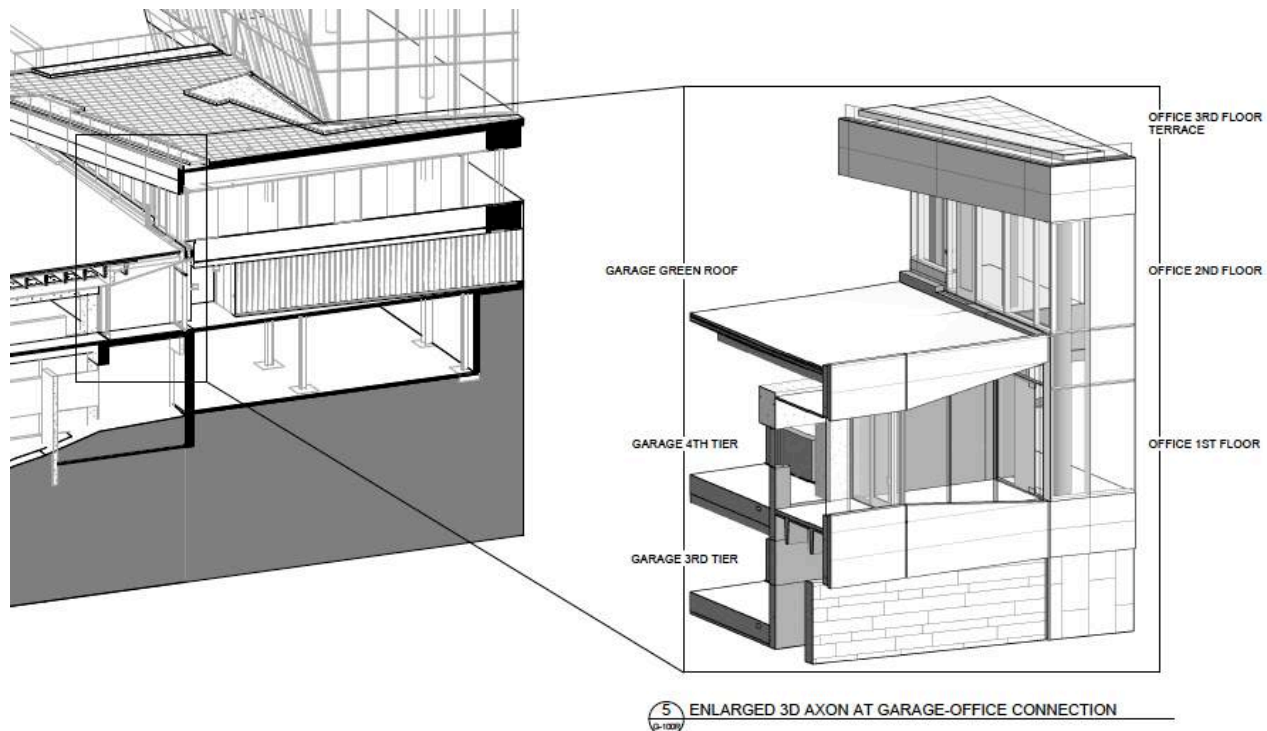 OFFICE 3RD FLOOR
TERRACE
GARAGE GREEN ROOF
OFFICE 2ND FLOOR
GARAGE 4TH TIER
OFFICE 1ST FLOOR
GARAGE 3RD TIER
5 ENLARGED 3D AXON AT GARAGE-OFFICE CONNECTION